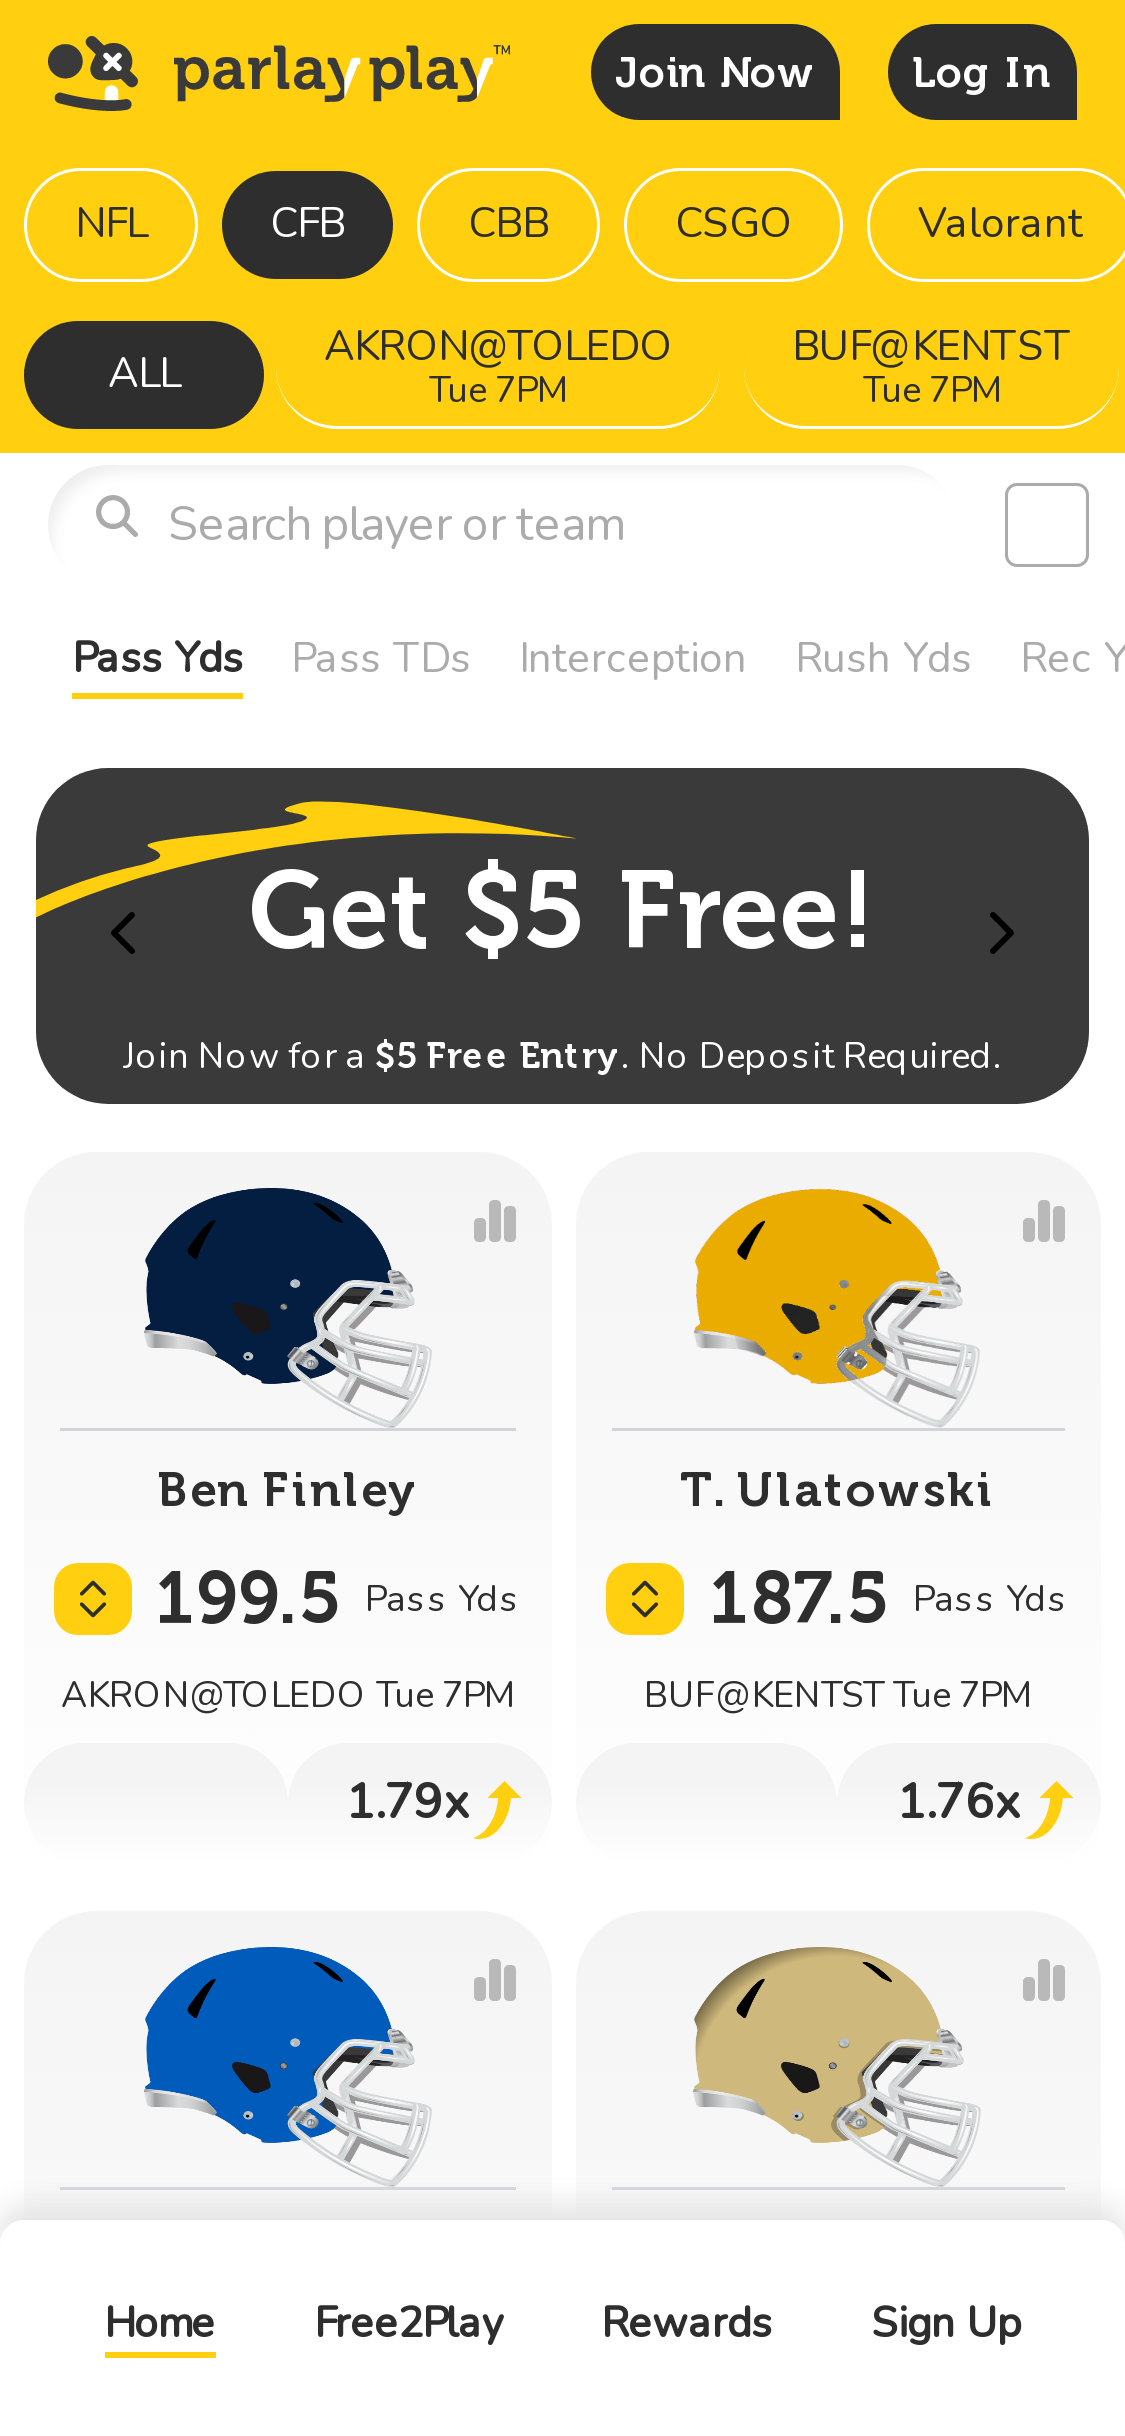 parlay play™
Join Now
Log In
NFL
CFB
CBB
CSGO
Valorant
ALL
AKRON@TOLEDO
Tue 7PM
BUF@KENTST
Tue 7PM
Search player or team
Pass Yds
Pass TDs
Interception
Rush Yds
Rec Y
Get $5 Free!
Join Now for a $5 Free Entry. No Deposit Required.
Ben Finley
199.5 Pass Yds
AKRON@TOLEDO Tue 7PM
1.79x
T. Ulatowski
187.5 Pass Yds
BUF@KENTST Tue 7PM
1.76x
Home
Free2Play
Rewards
Sign Up